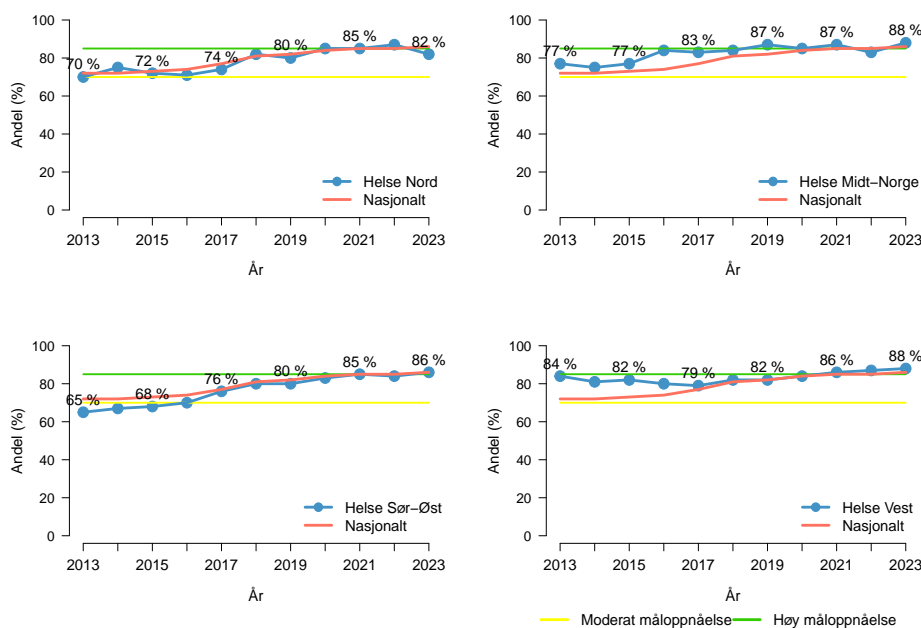 100
80
60
40
20
0
Andel (%)
70 % 72 % 74 % 80 % 85 % 82 %
Helse Nord
Nasjonalt
2013 2015 2017 2019 2021 2023
År
100
80
60
40
20
0
Andel (%)
77 % 77 % 83 % 87 % 87 % 88 %
Helse Midt−Norge
Nasjonalt
2013 2015 2017 2019 2021 2023
År
100
80
60
40
20
0
Andel (%)
65 % 68 % 76 % 80 % 85 % 86 %
Helse Sør−Øst
Nasjonalt
2013 2015 2017 2019 2021 2023
År
100
80
60
40
20
0
Andel (%)
84 % 82 % 79 % 82 % 86 % 88 %
Helse Vest
Nasjonalt
2013 2015 2017 2019 2021 2023
År
Moderat måloppnåelse Høy måloppnåelse